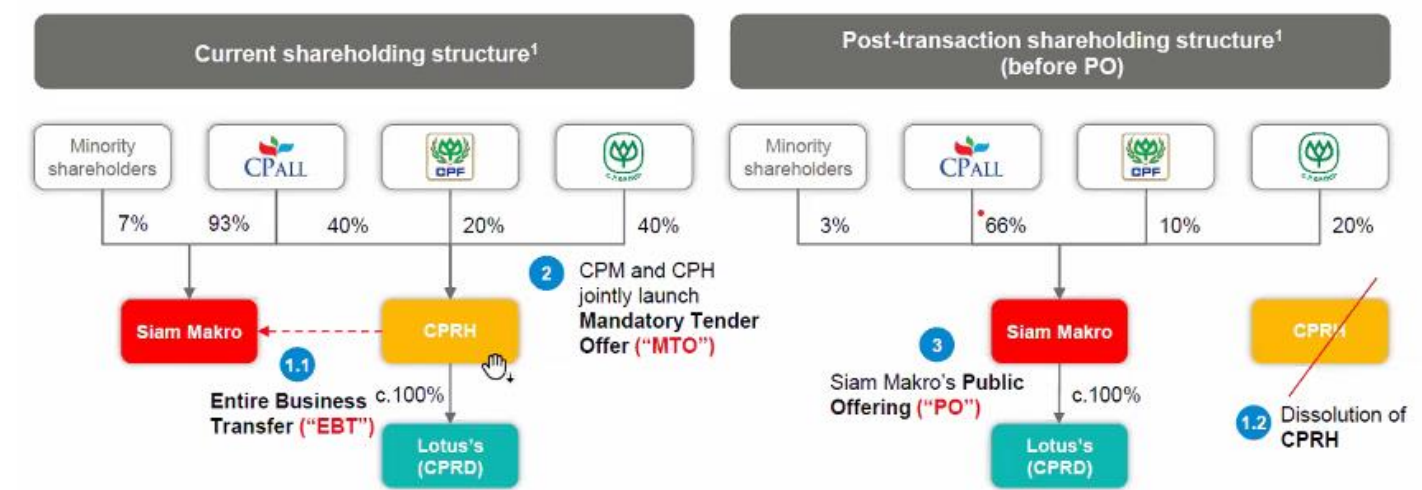 Current shareholding structure1
Minority
shareholders
CPALL
CPF
C.P. GROUP
7%
93%
40%
20%
40%
Siam Makro
CPRH
1.1
Entire Business
Transfer ("EBT")
c.100%
Lotus's
(CPRD)
2
CPM and CPH
jointly launch
Mandatory Tender
Offer ("MTO")
Post-transaction shareholding structure1
(before PO)
Minority
shareholders
CPALL
CPF
C.P. GROUP
3%
66%
10%
20%
Siam Makro
CPRH
3
Siam Makro's Public
Offering ("PO")
c.100%
Lotus's
(CPRD)
1.2
Dissolution of
CPRH